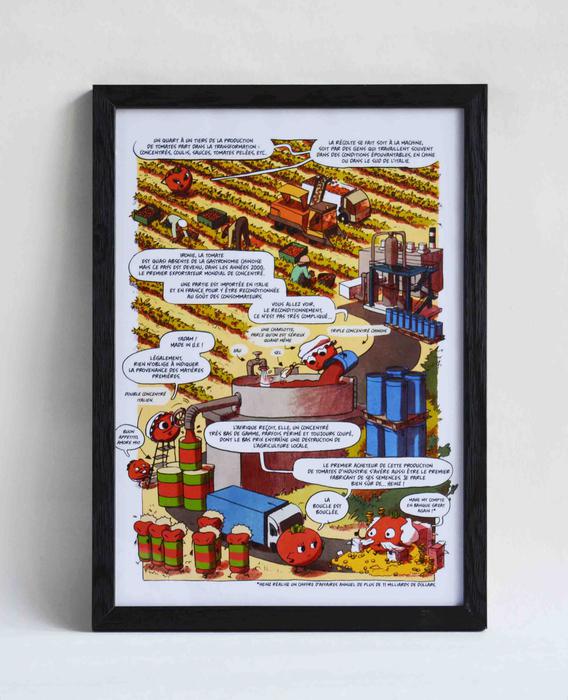 UN QUART À UN TIERS DE LA PRODUCTION
DE TOMATES PART DANS LA TRANSFORMATION :
CONCENTRÉS, COULIS, SAUCES, TOMATES PELÉES, ETC.
LA RÉCOLTE SE FAIT SOIT À LA MACHINE,
SOIT PAR DES GENS QUI TRAVAILLENT SOUVENT
DANS DES CONDITIONS ÉPOUVANTABLES, EN CHINE
OU DANS LE SUD DE L'ITALIE.
IRONIE, LA TOMATE
EST QUASI ABSENTE DE LA GASTRONOMIE CHINOISE
MAIS CE PAYS EST DEVENU, DANS LES ANNÉES 2000,
LE PREMIER EXPORTATEUR MONDIAL DE CONCENTRÉ.
UNE PARTIE EST IMPORTÉE EN ITALIE
ET EN FRANCE POUR Y ÊTRE RECONDITIONNÉE
AU GOÛT DES CONSOMMATEURS.
VOUS ALLEZ VOIR,
LE RECONDITIONNEMENT,
CE N'EST PAS TRÈS COMPLIQUÉ...
UNE CHARLOTTE,
PARCE QU'ON EST SÉRIEUX
QUAND MÊME
TRIPLE CONCENTRÉ CHINOIS
EAU
SEL
TADAM !
MADE IN U.E !
LÉGALEMENT,
RIEN N'OBLIGE À INDIQUER
LA PROVENANCE DES MATIÈRES
PREMIÈRES.
DOUBLE CONCENTRÉ
ITALIEN.
BUON
APPETITO,
AMORE MIO
L'AFRIQUE REÇOIT, ELLE, UN CONCENTRÉ
TRÈS BAS DE GAMME, PARFOIS PÉRIMÉ ET TOUJOURS COUPÉ,
DONT LE BAS PRIX ENTRAÎNE UNE DESTRUCTION DE
L'AGRICULTURE LOCALE.
LE PREMIER ACHETEUR DE CETTE PRODUCTION
DE TOMATES D'INDUSTRIE S'AVÈRE AUSSI ÊTRE LE PREMIER
FABRICANT DE SES SEMENCES. JE PARLE
BIEN SÛR DE... HEINZ !
LA
BOUCLE EST
BOUCLÉE.
MAKE MY COMPTE
EN BANQUE GREAT
AGAIN !*
*HEINZ RÉALISE UN CHIFFRE D'AFFAIRES ANNUEL DE PLUS DE 11 MILLIARDS DE DOLLARS.